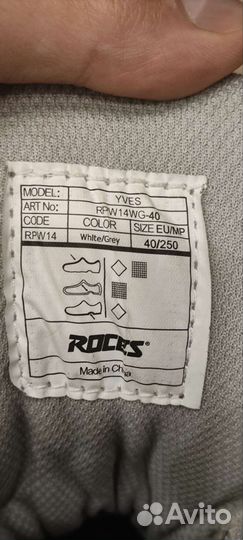 MODEL: YVES
ART No: RPW14WG-40
CODE COLOR SIZE EU/MP
RPW14 White/Grey 40/250
ROCES®
Made in China
Avito